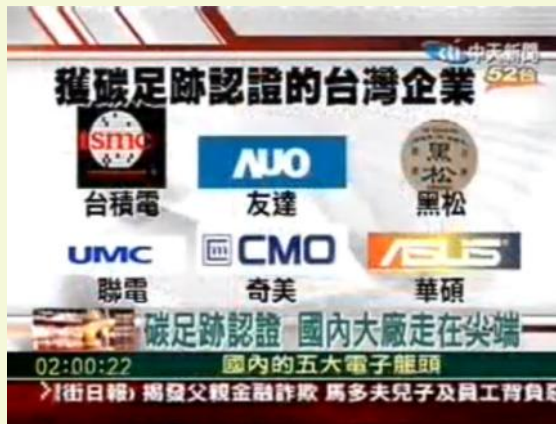 cti 中天新聞
52台
獲碳足跡認證的台灣企業
tsmc
台積電
AUO
友達
黑松
黑松
UMC
聯電
CMO
奇美
ASUS
華碩
碳足跡認證 國內大廠走在尖端
02:00:22
國內的五大電子龍頭
街日報) 揭發父親金融詐欺 馬多夫兒子及員工背負